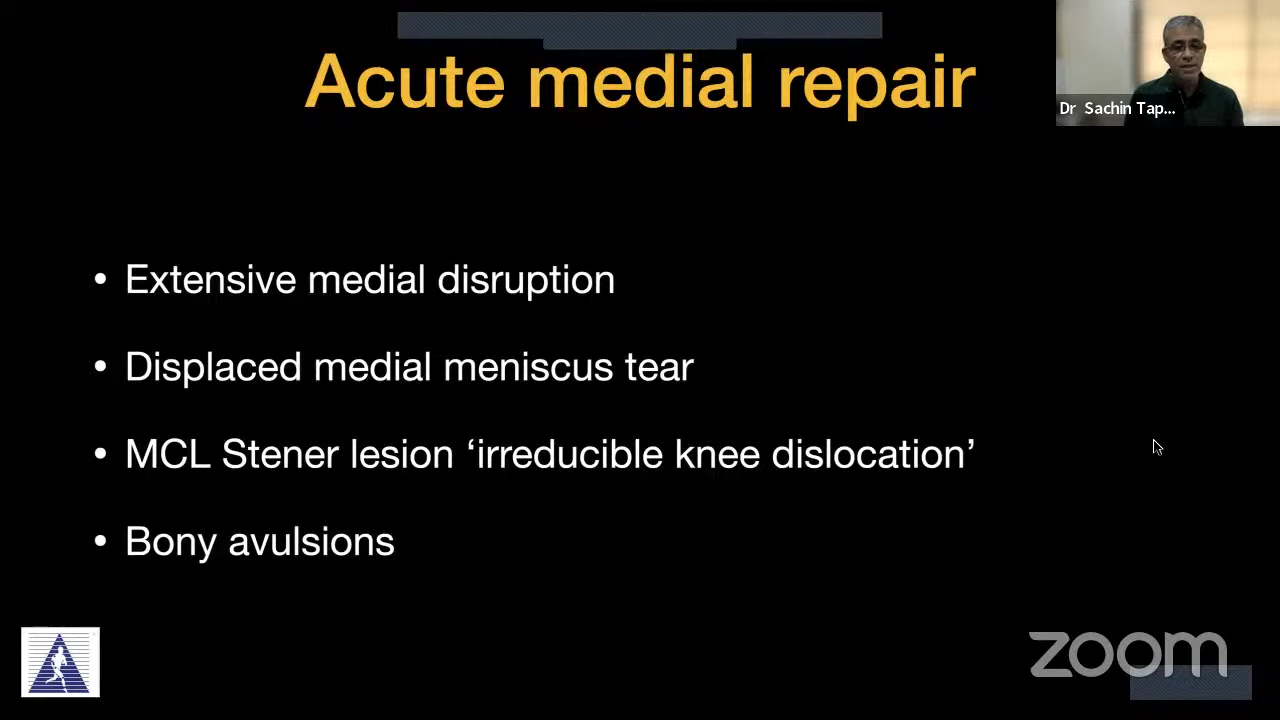 Acute medial repair
Dr Sachin Tap...
• Extensive medial disruption
• Displaced medial meniscus tear
• MCL Stener lesion ‘irreducible knee dislocation’
• Bony avulsions
zoom